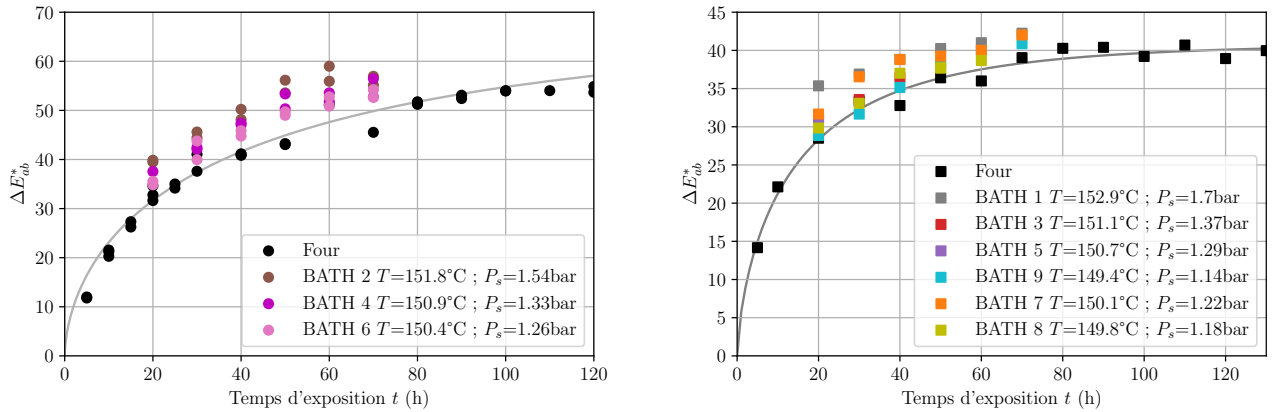 70
60
50
40
30
20
10
0
ΔE*ab
0 20 40 60 80 100 120
Temps d'exposition t (h)
Four
BATH 2 T=151.8°C ; Ps=1.54bar
BATH 4 T=150.9°C ; Ps=1.33bar
BATH 6 T=150.4°C ; Ps=1.26bar
45
40
35
30
25
20
15
10
5
0
ΔE*ab
0 20 40 60 80 100 120
Temps d'exposition t (h)
Four
BATH 1 T=152.9°C ; Ps=1.7bar
BATH 3 T=151.1°C ; Ps=1.37bar
BATH 5 T=150.7°C ; Ps=1.29bar
BATH 9 T=149.4°C ; Ps=1.14bar
BATH 7 T=150.1°C ; Ps=1.22bar
BATH 8 T=149.8°C ; Ps=1.18bar